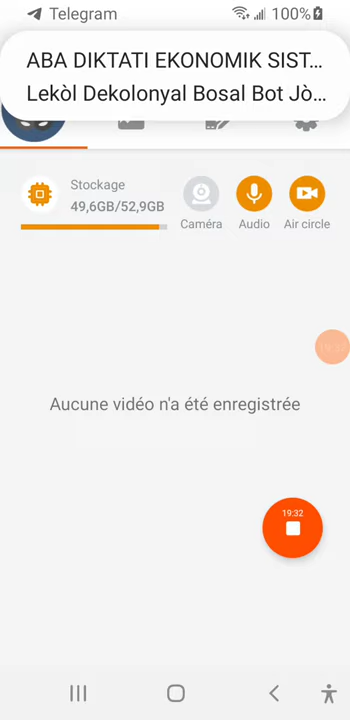 Telegram 100%
ABA DIKTATI EKONOMIK SIST...
Lekòl Dekolonyal Bosal Bot Jò...
Stockage
49,6GB/52,9GB
Caméra Audio Air circle
Aucune vidéo n'a été enregistrée
19:32